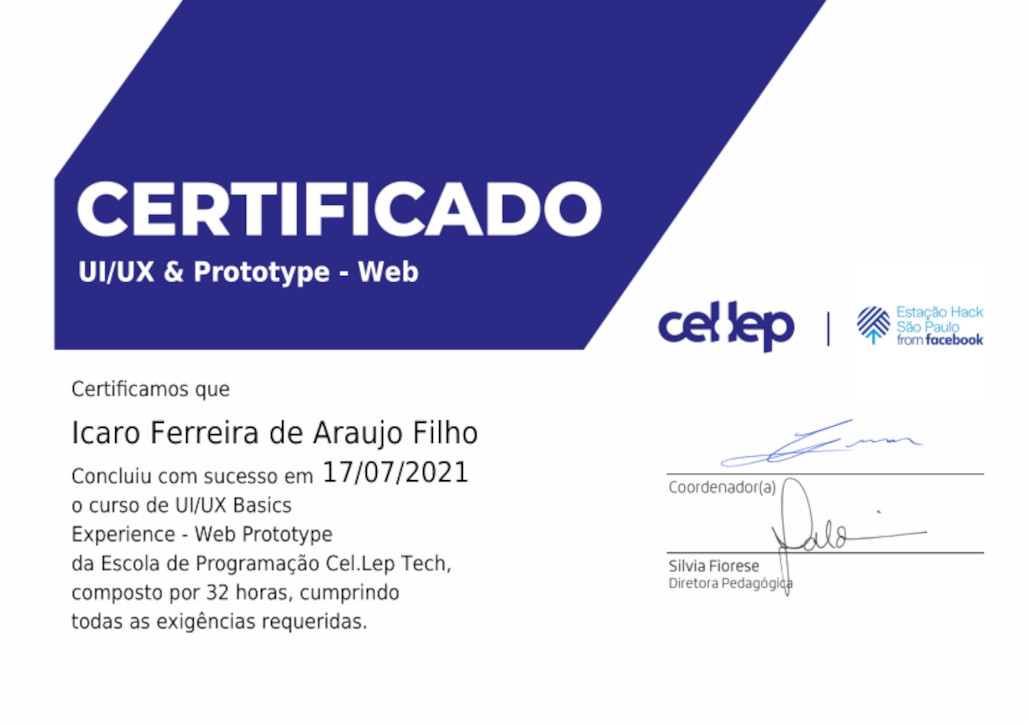 CERTIFICADO
UI/UX & Prototype - Web
cel.lep
Estação Hack
São Paulo
from facebook
Certificamos que
Icaro Ferreira de Araujo Filho
Concluiu com sucesso em 17/07/2021
o curso de UI/UX Basics
Experience - Web Prototype
da Escola de Programação Cel.Lep Tech,
composto por 32 horas, cumprindo
todas as exigências requeridas.
Coordenador(a)
Silvia Fiorese
Diretora Pedagógica